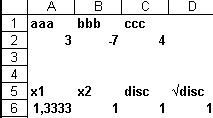 A B C D
1 aaa bbb ccc
2 3 -7 4
3
4
5 x1 x2 disc √disc
6 1,3333 1 1 1